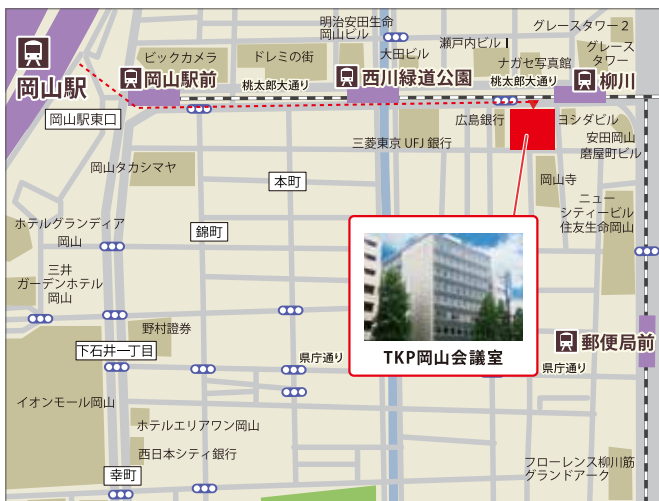 明治安田生命
岡山ビル
グレースタワー2
瀬戸内ビルⅠ
大田ビル
グレース
タワー
ビックカメラ
ドレミの街
ナガセ写真館
岡山駅
岡山駅前
桃太郎大通り
西川緑道公園
桃太郎大通り
柳川
岡山駅東口
広島銀行
ヨシダビル
三菱東京UFJ銀行
安田岡山
磨屋町ビル
岡山タカシマヤ
本町
岡山寺
ニュー
シティービル
住友生命岡山
ホテルグランディア
岡山
錦町
三井
ガーデンホテル
岡山
野村證券
TKP岡山会議室
郵便局前
下石井一丁目
県庁通り
県庁通り
イオンモール岡山
ホテルエリアワン岡山
西日本シティ銀行
幸町
フローレンス柳川筋
グランドアーク